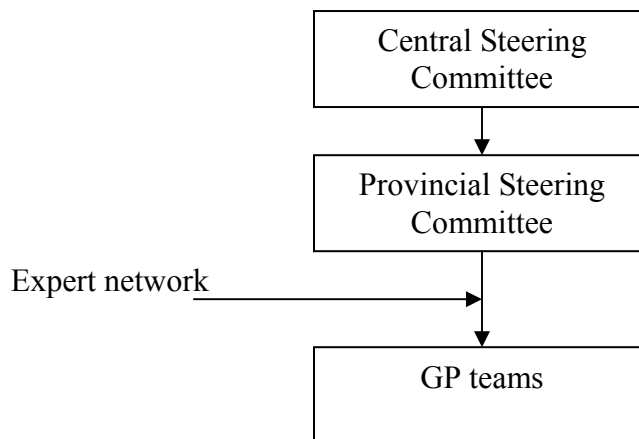 Central Steering
Committee
Provincial Steering
Committee
Expert network
GP teams